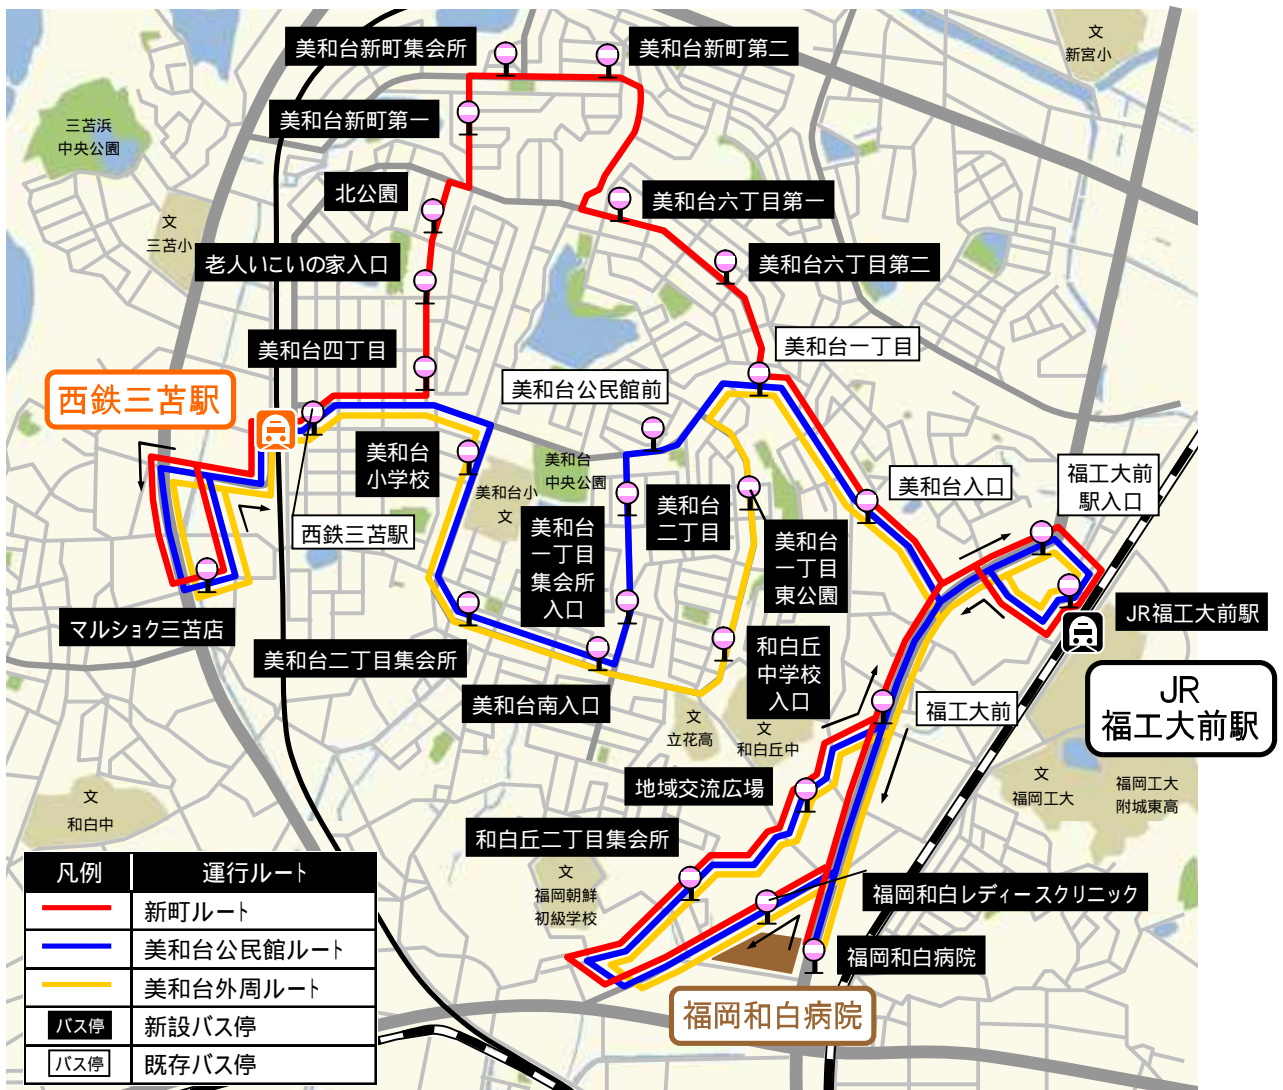 美和台新町集会所
美和台新町第二
文
新宮小
三苫浜
中央公園
美和台新町第一
北公園
美和台六丁目第一
文
三苫小
老人いこいの家入口
美和台六丁目第二
美和台四丁目
美和台一丁目
西鉄三苫駅
美和台公民館前
美和台
小学校
美和台
中央公園
美和台小
文
美和台
二丁目
美和台入口
福工大前
駅入口
西鉄三苫駅
美和台
一丁目
集会所
入口
美和台
一丁目
東公園
マルショク三苫店
美和台二丁目集会所
美和台南入口
和白丘
中学校
入口
JR福工大前駅
JR
福工大前駅
福工大前
文
立花高
文
和白丘中
地域交流広場
文
福岡工大
福岡工大
附城東高
文
和白中
和白丘二丁目集会所
文
福岡朝鮮
初級学校
福岡和白レディースクリニック
福岡和白病院
福岡和白病院
凡例
運行ルート
新町ルート
美和台公民館ルート
美和台外周ルート
バス停
新設バス停
バス停
既存バス停